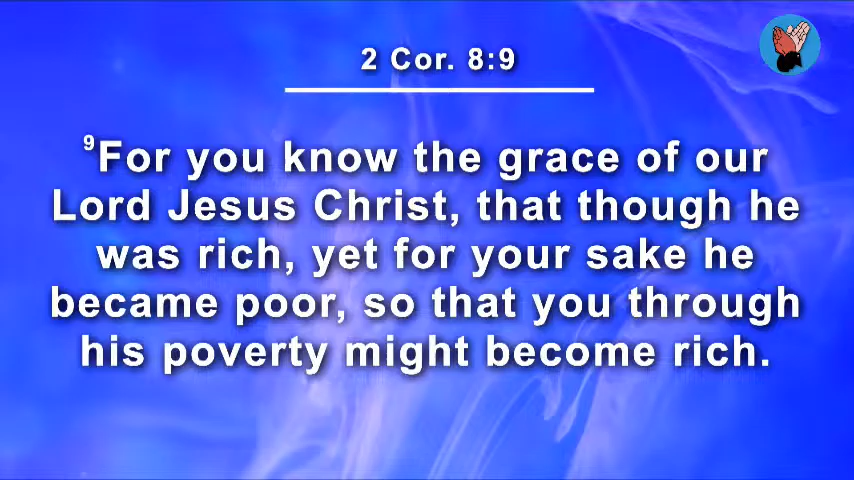 2 Cor. 8:9
⁹For you know the grace of our
Lord Jesus Christ, that though he
was rich, yet for your sake he
became poor, so that you through
his poverty might become rich.